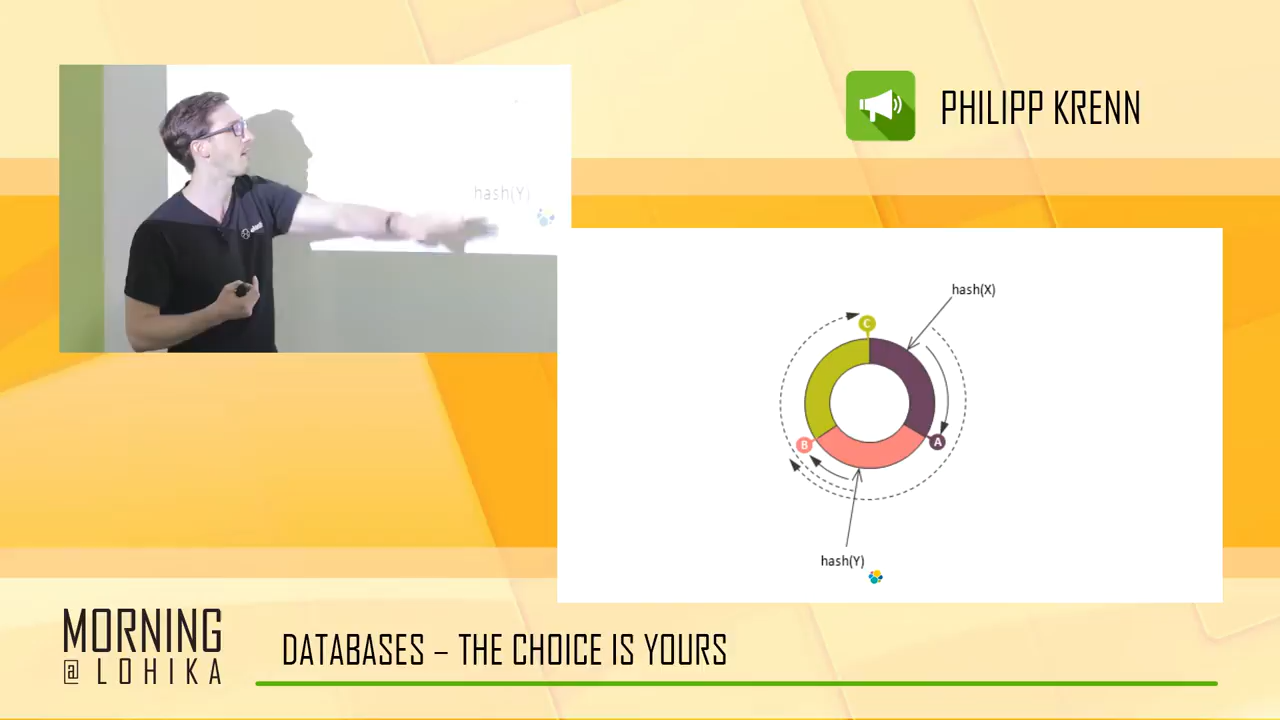 PHILIPP KRENN
hash(Y)
hash(X)
C
A
B
hash(Y)
MORNING
@ LOHIKA
DATABASES – THE CHOICE IS YOURS